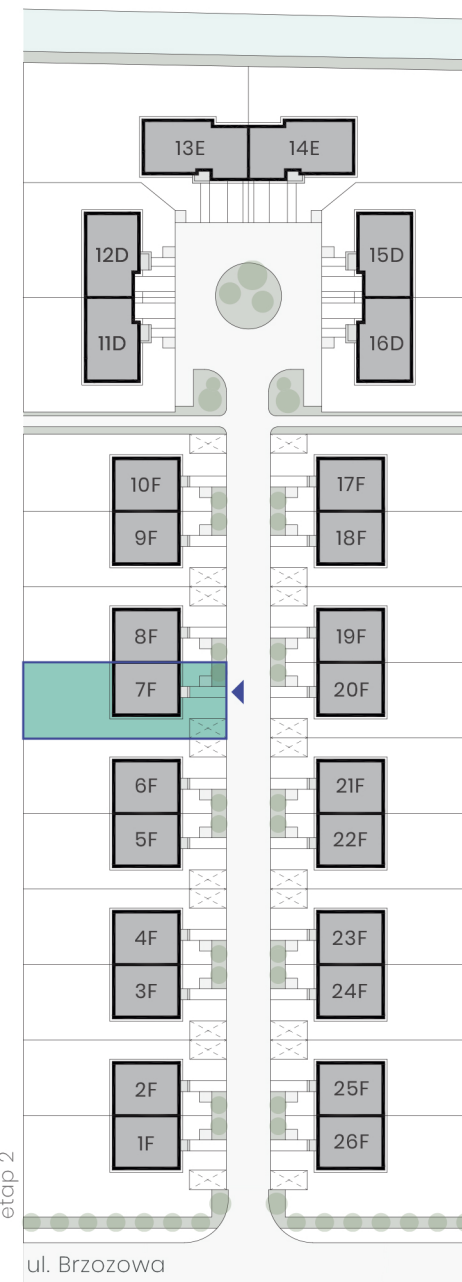 13E 14E
12D 15D
11D 16D
10F 17F
9F 18F
8F 19F
7F 20F
6F 21F
5F 22F
4F 23F
3F 24F
2F 25F
1F 26F
etap 2
ul. Brzozowa